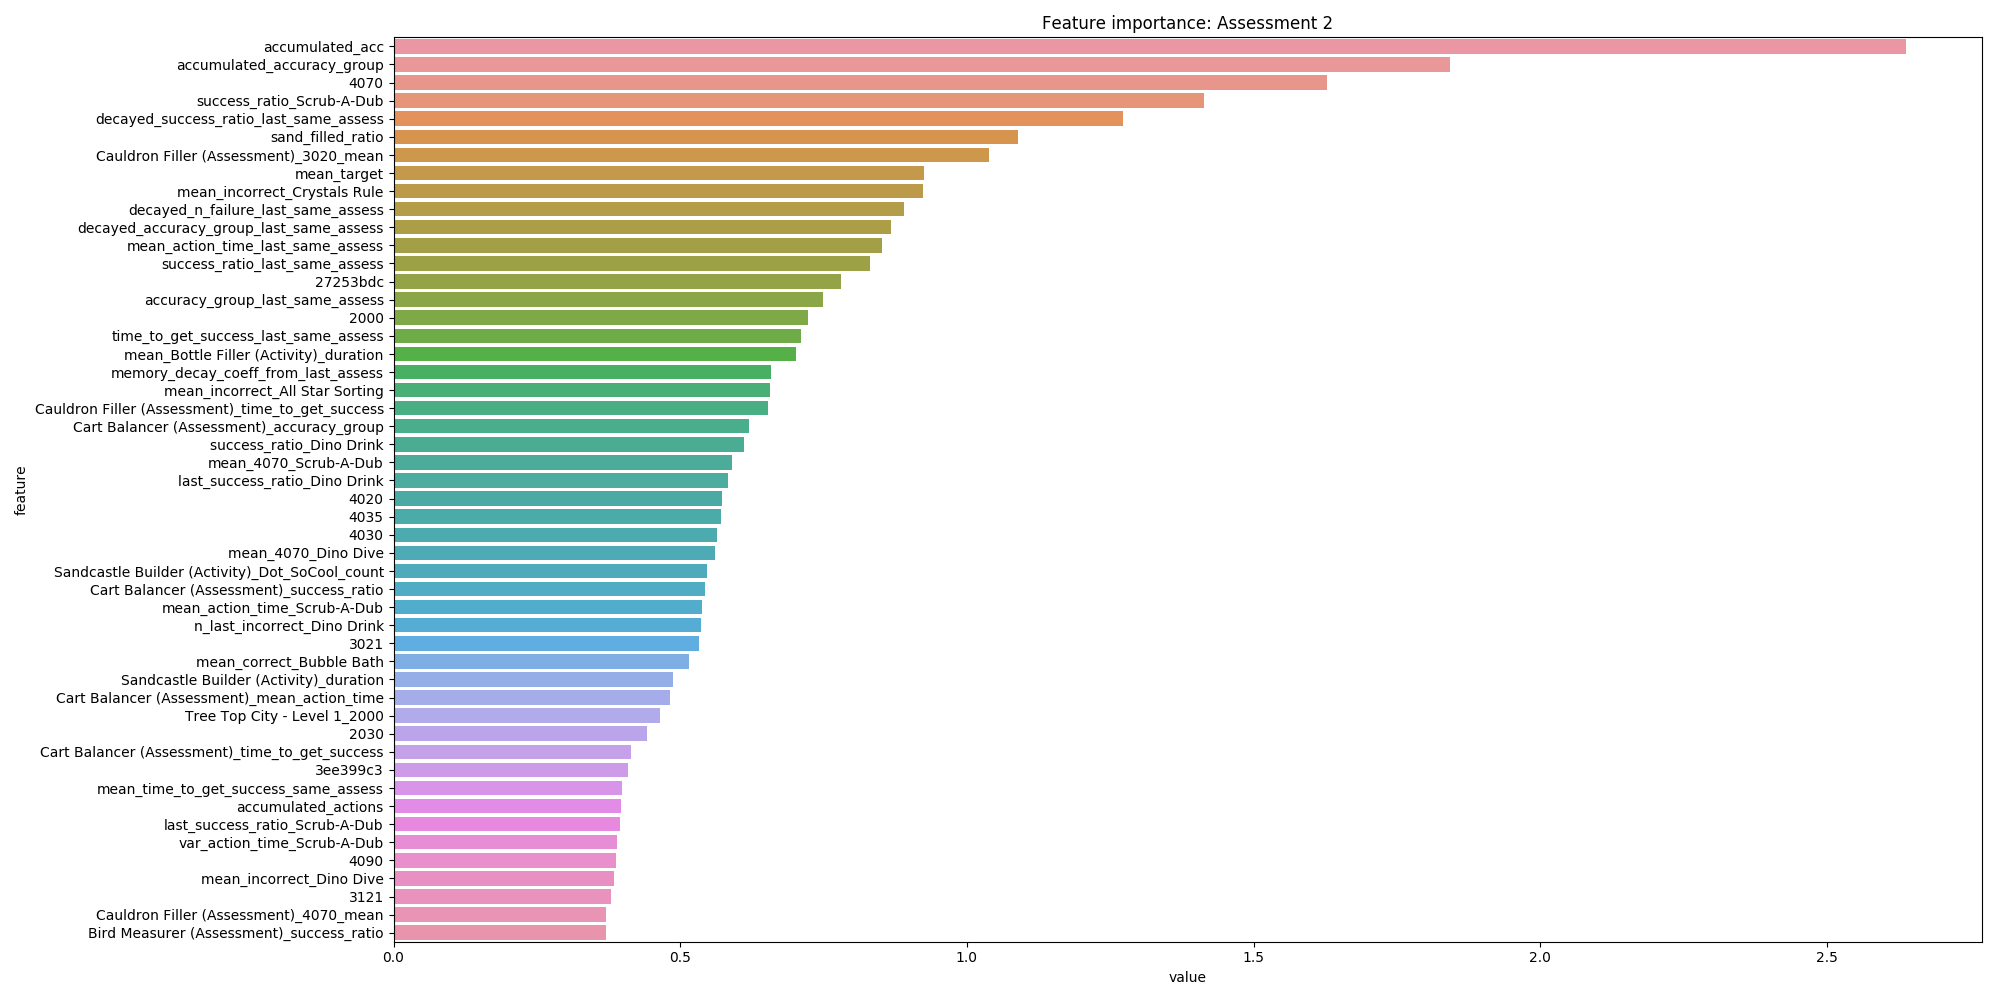 Feature importance: Assessment 2
accumulated_acc
accumulated_accuracy_group
4070
success_ratio_Scrub-A-Dub
decayed_success_ratio_last_same_assess
sand_filled_ratio
Cauldron Filler (Assessment)_3020_mean
mean_target
mean_incorrect_Crystals Rule
decayed_n_failure_last_same_assess
decayed_accuracy_group_last_same_assess
mean_action_time_last_same_assess
success_ratio_last_same_assess
27253bdc
accuracy_group_last_same_assess
2000
time_to_get_success_last_same_assess
mean_Bottle Filler (Activity)_duration
memory_decay_coeff_from_last_assess
mean_incorrect_All Star Sorting
Cauldron Filler (Assessment)_time_to_get_success
Cart Balancer (Assessment)_accuracy_group
success_ratio_Dino Drink
mean_4070_Scrub-A-Dub
last_success_ratio_Dino Drink
4020
4035
4030
mean_4070_Dino Dive
Sandcastle Builder (Activity)_Dot_SoCool_count
Cart Balancer (Assessment)_success_ratio
mean_action_time_Scrub-A-Dub
n_last_incorrect_Dino Drink
3021
mean_correct_Bubble Bath
Sandcastle Builder (Activity)_duration
Cart Balancer (Assessment)_mean_action_time
Tree Top City - Level 1_2000
2030
Cart Balancer (Assessment)_time_to_get_success
3ee399c3
mean_time_to_get_success_same_assess
accumulated_actions
last_success_ratio_Scrub-A-Dub
var_action_time_Scrub-A-Dub
4090
mean_incorrect_Dino Dive
3121
Cauldron Filler (Assessment)_4070_mean
Bird Measurer (Assessment)_success_ratio
feature
0.0 0.5 1.0 1.5 2.0 2.5
value